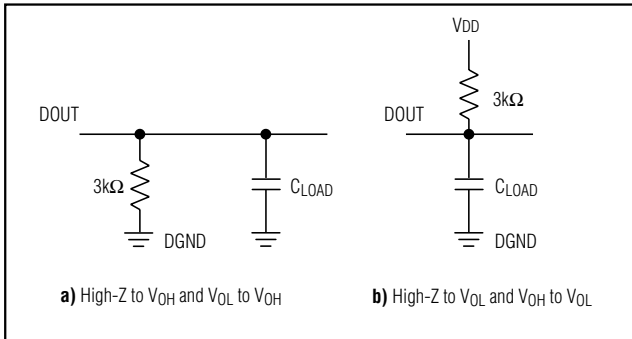 VDD
DOUT
3kΩ
CLOAD
DGND
a) High-Z to VOH and VOL to VOH
DOUT
3kΩ
CLOAD
DGND
b) High-Z to VOL and VOH to VOL